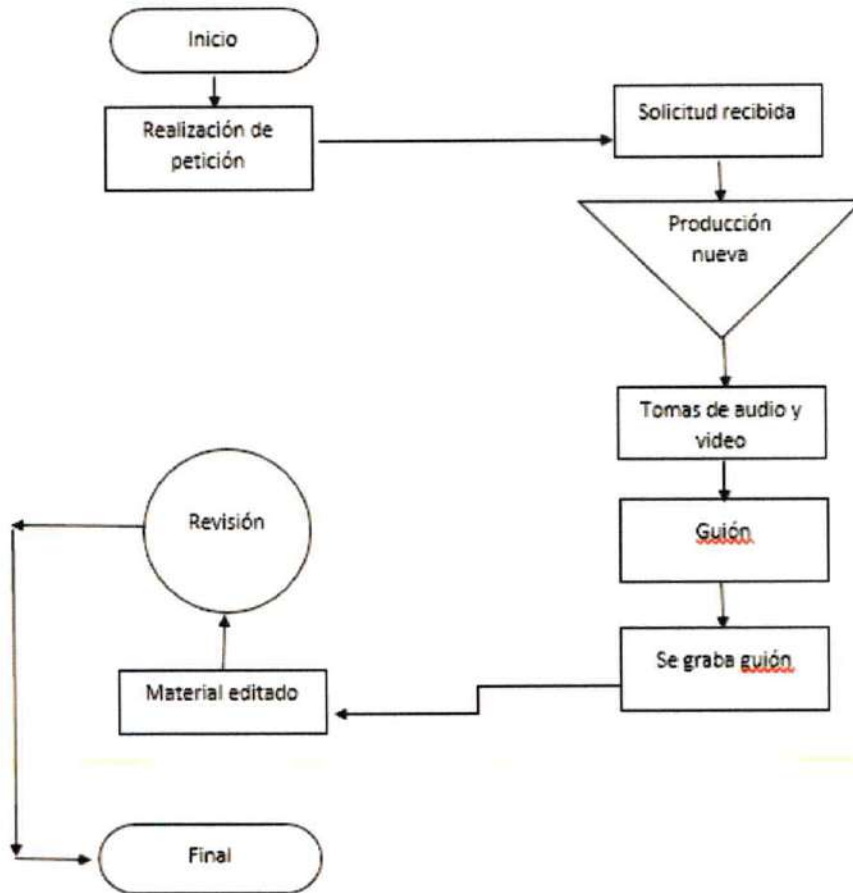 Inicio
Realización de
petición
Solicitud recibida
Producción
nueva
Tomas de audio y
video
Guión
Se graba guión
Material editado
Revisión
Final